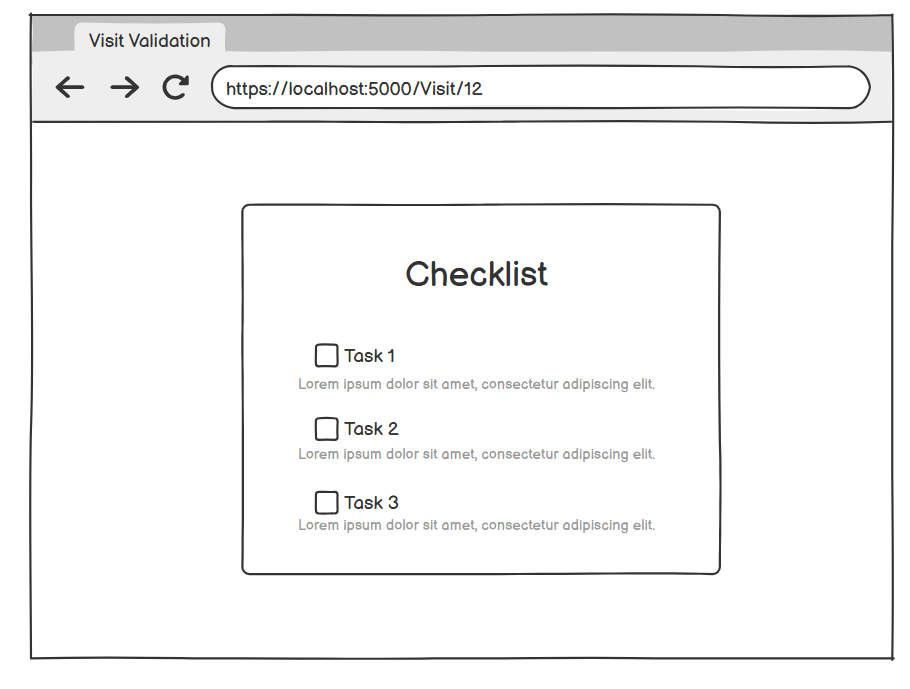 Visit Validation
https://localhost:5000/Visit/12
Checklist
Task 1
Lorem ipsum dolor sit amet, consectetur adipiscing elit.
Task 2
Lorem ipsum dolor sit amet, consectetur adipiscing elit.
Task 3
Lorem ipsum dolor sit amet, consectetur adipiscing elit.